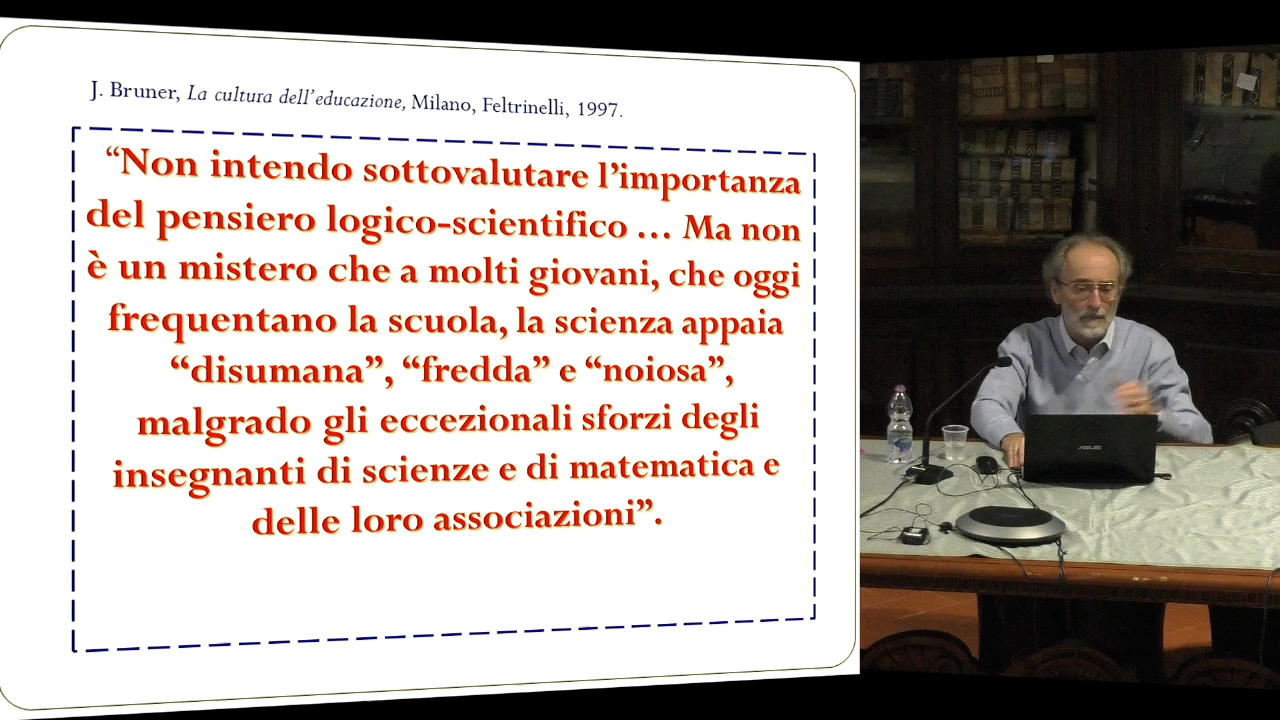 J. Bruner, La cultura dell’educazione, Milano, Feltrinelli, 1997.
“Non intendo sottovalutare l’importanza
del pensiero logico-scientifico … Ma non
è un mistero che a molti giovani, che oggi
frequentano la scuola, la scienza appaia
“disumana”, “fredda” e “noiosa”,
malgrado gli eccezionali sforzi degli
insegnanti di scienze e di matematica e
delle loro associazioni”.
ASUS